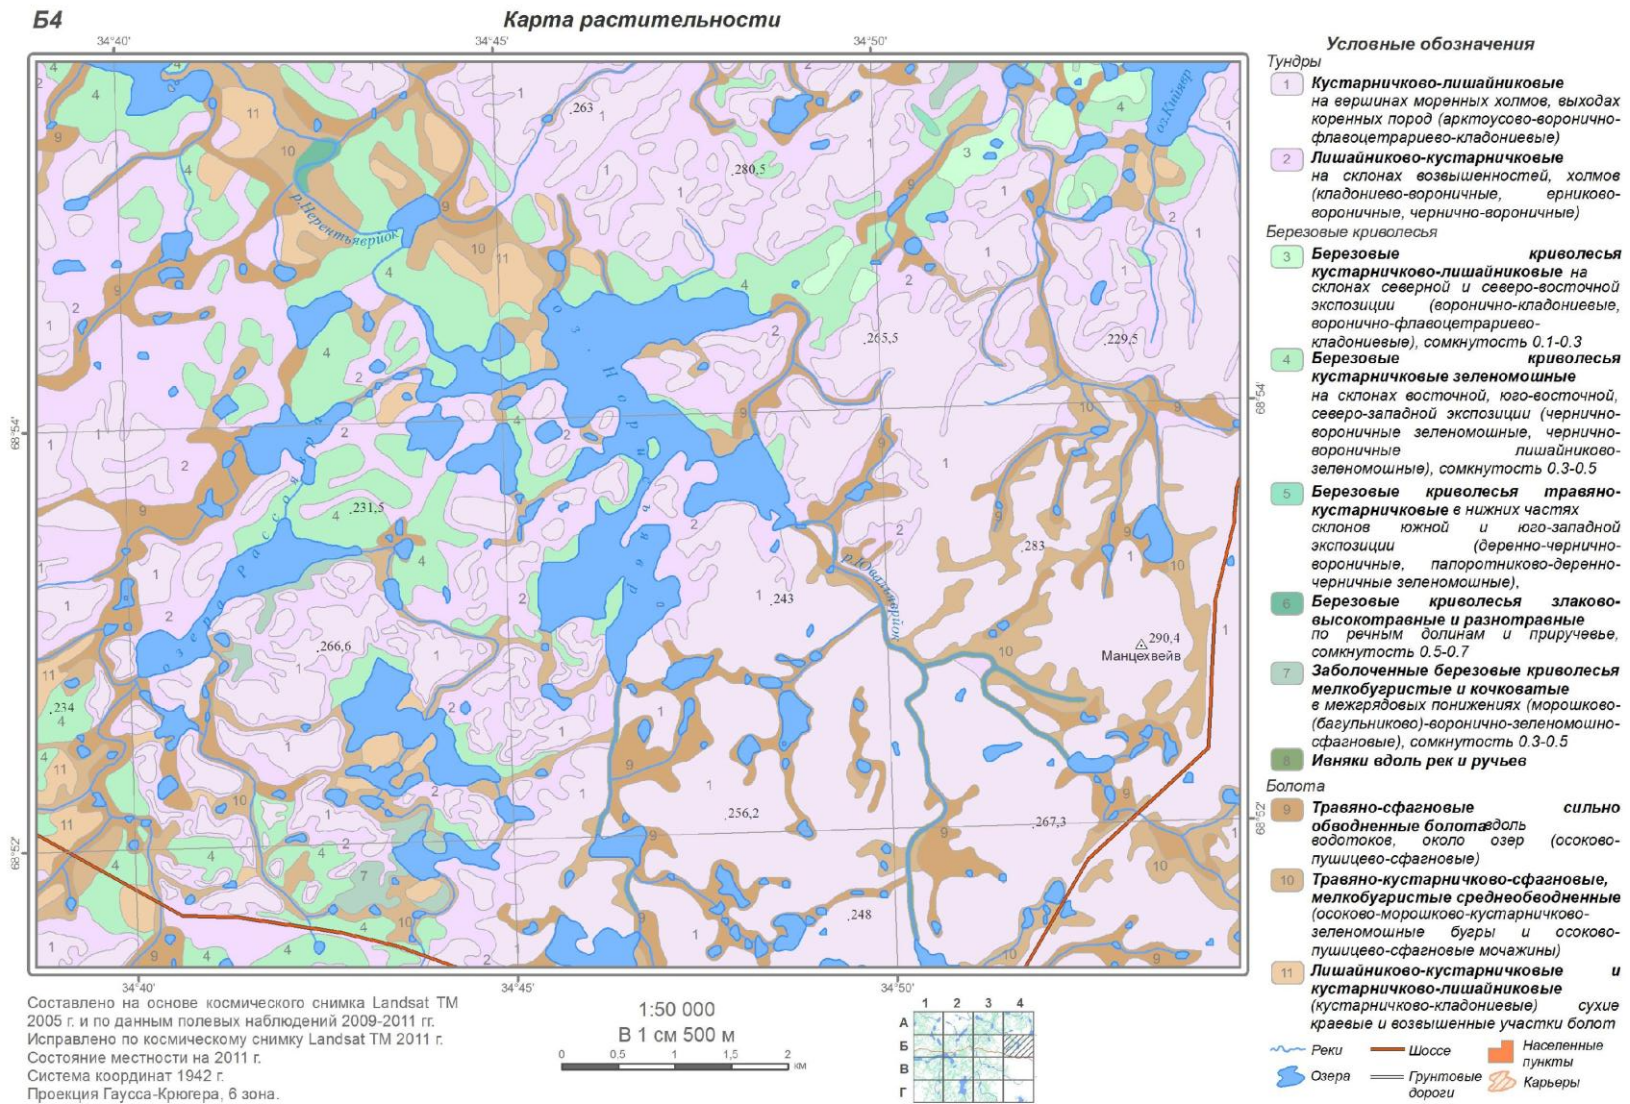 Б4
Карта растительности
34°40'
34°45'
34°50'
68°54'
68°52'
68°54'
68°52'
34°40'
34°45'
34°50'
263
280,5
оз.Кийявр
р.Нерентьявриок
265,5
229,5
231,5
283
243
р.Ювалнъяврйок
266,6
290,4
Манцехвейв
234
256,2
267,3
248
Условные обозначения
Тундры
1 Кустарничково-лишайниковые
на вершинах моренных холмов, выходах
коренных пород (арктоусово-воронично-
флавоцетрариево-кладониевые)
2 Лишайниково-кустарничковые
на склонах возвышенностей, холмов
(кладониево-вороничные, ерниково-
вороничные, чернично-вороничные)
Березовые криволесья
3 Березовые криволесья
кустарничково-лишайниковые на
склонах северной и северо-восточной
экспозиции (воронично-кладониевые,
воронично-флавоцетрариево-
кладониевые), сомкнутость 0.1-0.3
4 Березовые криволесья
кустарничковые зеленомошные
на склонах восточной, юго-восточной,
северо-западной экспозиции (чернично-
вороничные зеленомошные, чернично-
вороничные лишайниково-
зеленомошные), сомкнутость 0.3-0.5
5 Березовые криволесья травяно-
кустарничковые в нижних частях
склонов южной и юго-западной
экспозиции (деренно-чернично-
вороничные, папоротниково-деренно-
черничные зеленомошные),
6 Березовые криволесья злаково-
высокотравные и разнотравные
по речным долинам и приручевье,
сомкнутость 0.5-0.7
7 Заболоченные березовые криволесья
мелкобугристые и кочковатые
в межгрядовых понижениях (морошково-
(багульниково)-воронично-зеленомошно-
сфагновые), сомкнутость 0.3-0.5
8 Ивняки вдоль рек и ручьев
Болота
9 Травяно-сфагновые сильно
обводненные болота вдоль
водотоков, около озер (осоково-
пушицево-сфагновые)
10 Травяно-кустарничково-сфагновые,
мелкобугристые среднеобводненные
(осоково-морошково-кустарничково-
зеленомошные бугры и осоково-
пушицево-сфагновые мочажины)
11 Лишайниково-кустарничковые и
кустарничково-лишайниковые
(кустарничково-кладониевые) сухие
краевые и возвышенные участки болот
Реки
Шоссе
Населенные
пункты
Озера
Грунтовые
дороги
Карьеры
Составлено на основе космического снимка Landsat TM
2005 г. и по данным полевых наблюдений 2009-2011 гг.
Исправлено по космическому снимку Landsat TM 2011 г.
Состояние местности на 2011 г.
Система координат 1942 г.
Проекция Гаусса-Крюгера, 6 зона.
1:50 000
В 1 см 500 м
0 0,5 1 1,5 2
км
1 2 3 4
А
Б
В
Г